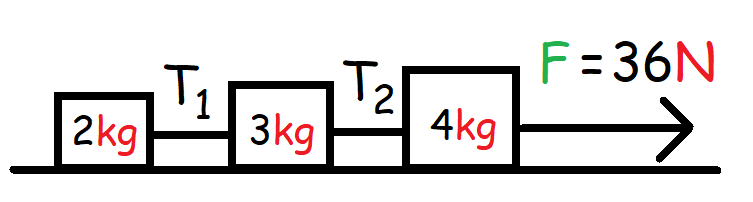 T1
T2
F = 36N
2kg
3kg
4kg